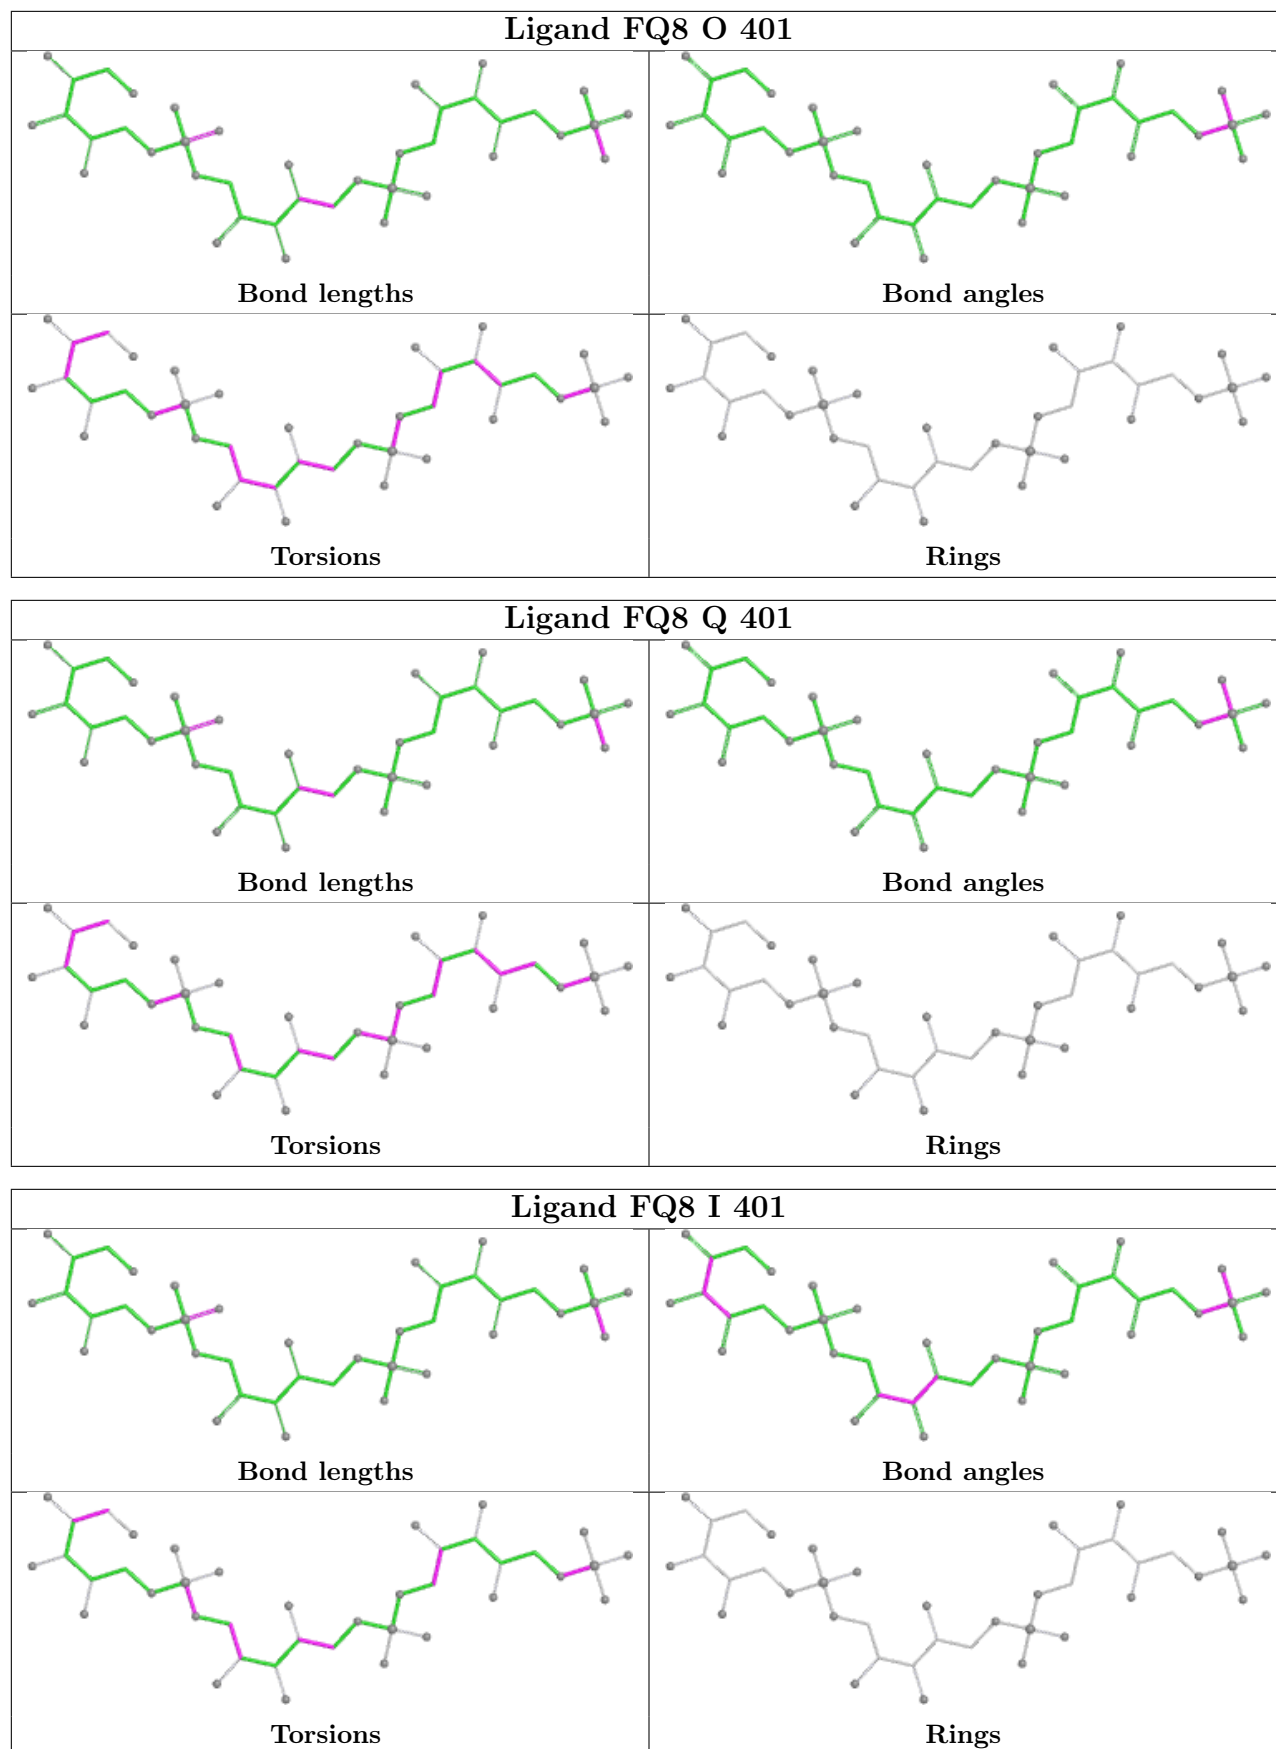 Ligand FQ8 O 401
Bond lengths
Bond angles
Torsions
Rings
Ligand FQ8 Q 401
Bond lengths
Bond angles
Torsions
Rings
Ligand FQ8 I 401
Bond lengths
Bond angles
Torsions
Rings